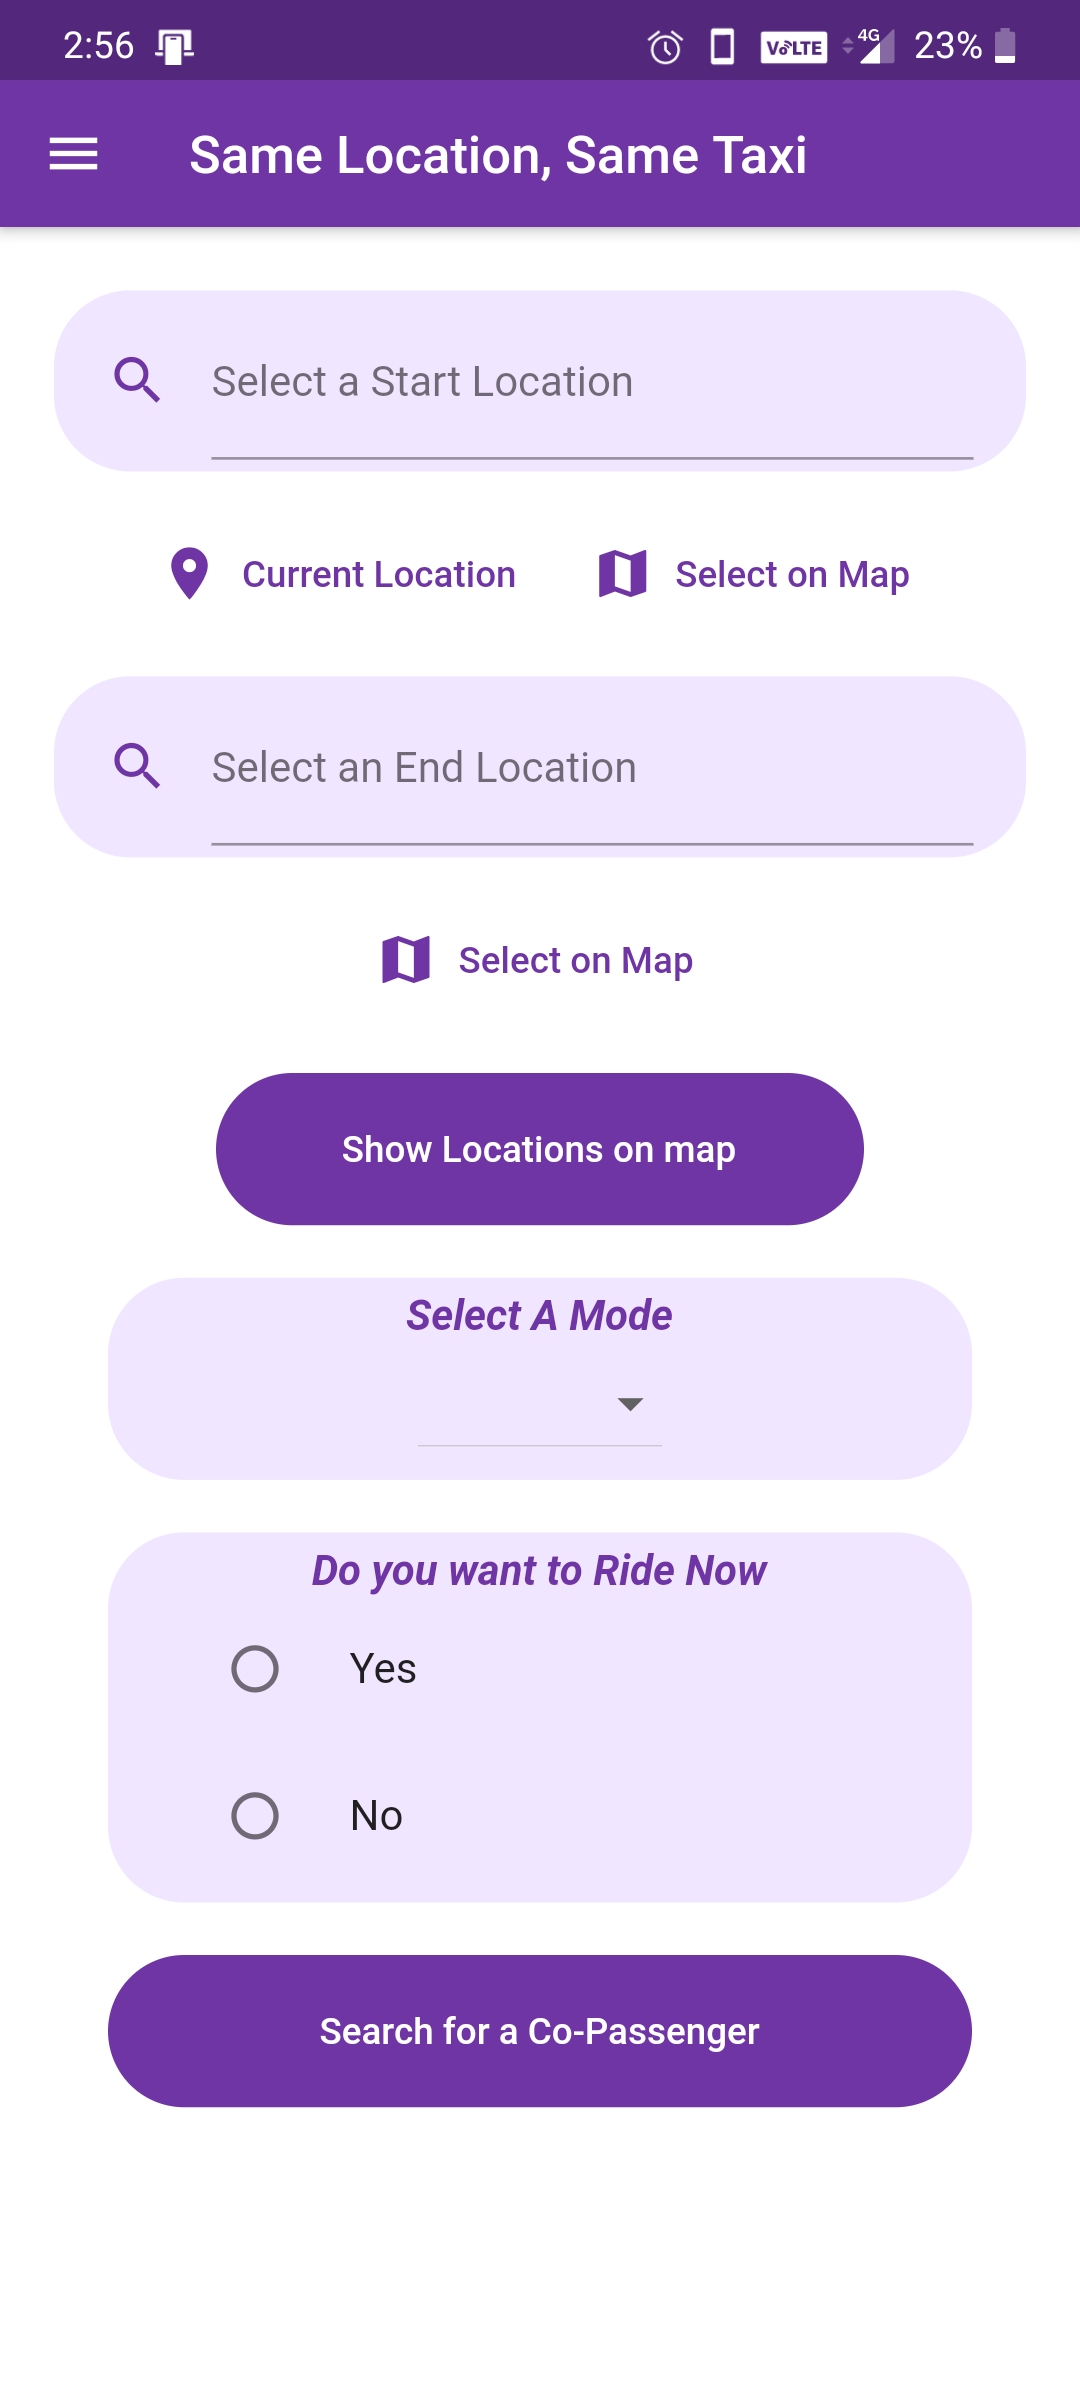 2:56 VoLTE 4G 23%
Same Location, Same Taxi
Select a Start Location
Current Location Select on Map
Select an End Location
Select on Map
Show Locations on map
Select A Mode
Do you want to Ride Now
Yes
No
Search for a Co-Passenger